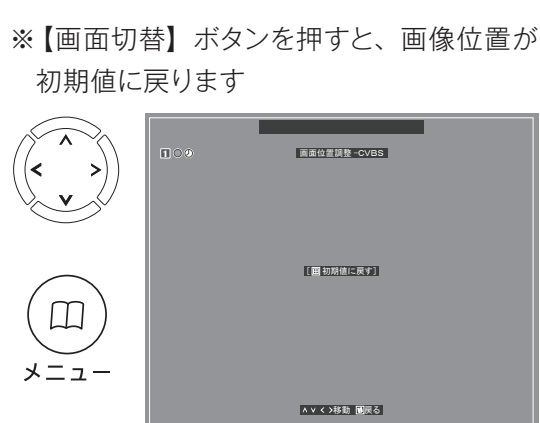 ※【画面切替】ボタンを押すと、画像位置が
初期値に戻ります
1
画面位置調整-CVBS
[初期値に戻す]
メニュー
∧∨<>移動 戻る